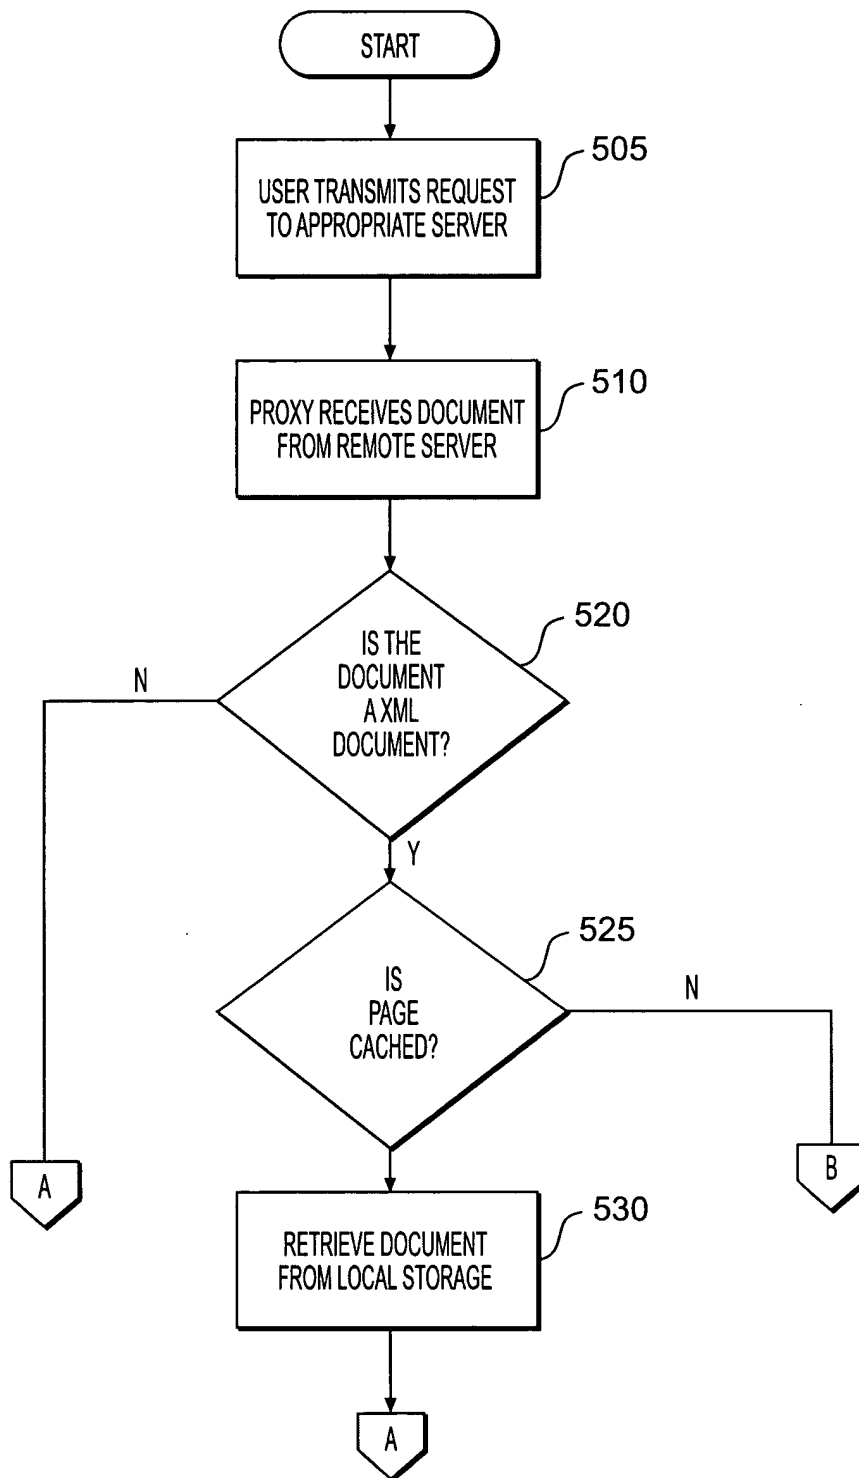 START
505
USER TRANSMITS REQUEST
TO APPROPRIATE SERVER
510
PROXY RECEIVES DOCUMENT
FROM REMOTE SERVER
520
IS THE
DOCUMENT
A XML
DOCUMENT?
N
Y
525
IS
PAGE
CACHED?
N
A
B
530
RETRIEVE DOCUMENT
FROM LOCAL STORAGE
A